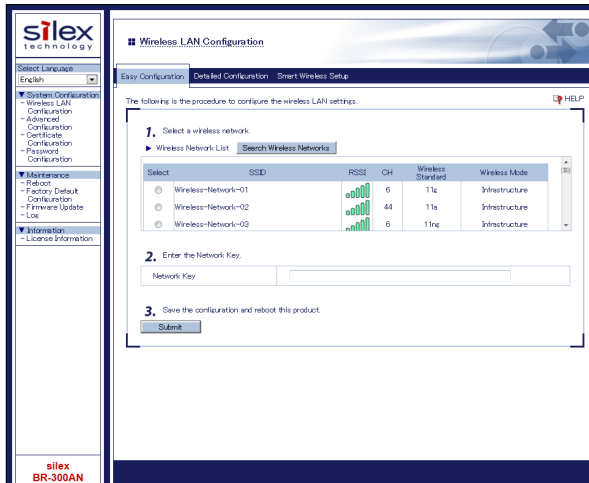 silex
technology
Select Language
English
▼ System Configuration
- Wireless LAN
Configuration
- Advanced
Configuration
- Certificate
Configuration
- Password
Configuration
▼ Maintenance
- Reboot
- Factory Default
Configuration
- Firmware Update
- Log
▼ Information
- License Information
silex
BR-300AN
Wireless LAN Configuration
Easy Configuration Detailed Configuration Smart Wireless Setup
The following is the procedure to configure the wireless LAN settings.
HELP
1. Select a wireless network.
▶ Wireless Network List Search Wireless Networks
Select SSID RSSI CH Wireless Standard Wireless Mode
Wireless-Network-01 6 11g Infrastructure
Wireless-Network-02 44 11a Infrastructure
Wireless-Network-03 6 11ng Infrastructure
2. Enter the Network Key.
Network Key
3. Save the configuration and reboot this product.
Submit